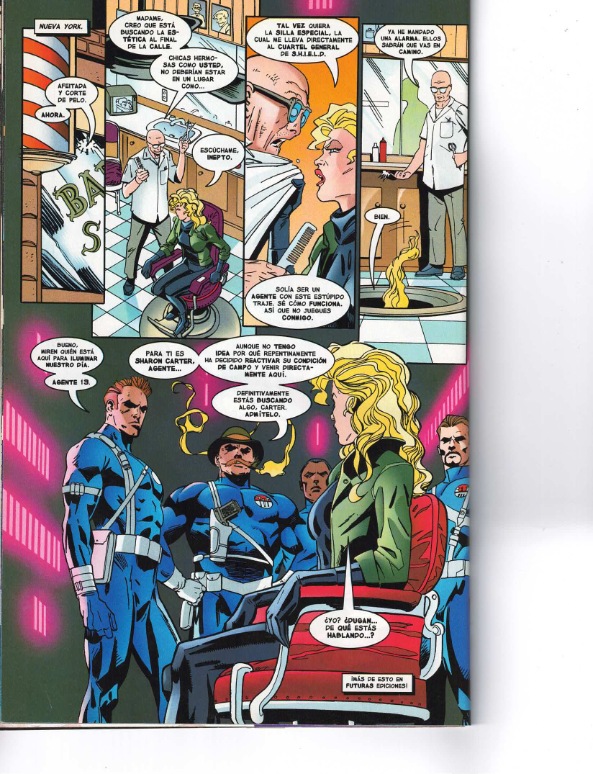 NUEVA YORK.
AFEITADA
Y CORTE
DE PELO.
AHORA.
BA
S
MADAME,
CREO QUE ESTÁ
BUSCANDO LA ES-
TÉTICA AL FINAL
DE LA CALLE.
CHICAS HERMO-
SAS COMO USTED,
NO DEBERÍAN ESTAR
EN UN LUGAR
COMO...
ESCÚCHAME,
INEPTO.
TAL VEZ QUIERA
LA SILLA ESPECIAL, LA
CUAL ME LLEVA DIRECTAMENTE
AL CUARTEL GENERAL
DE S.H.I.E.L.D.
SOLÍA SER UN
AGENTE CON ESTE ESTÚPIDO
TRAJE. SÉ CÓMO FUNCIONA.
ASÍ QUE NO JUEGUES
CONMIGO.
YA HE MANDADO
UNA ALARMA. ELLOS
SABRÁN QUE VAS EN
CAMINO.
BIEN.
BUENO,
MIREN QUIÉN ESTÁ
AQUÍ PARA ILUMINAR
NUESTRO DÍA.
AGENTE 13.
PARA TI ES
SHARON CARTER,
AGENTE...
AUNQUE NO TENGO
IDEA POR QUÉ REPENTINAMENTE
HA DECIDIDO REACTIVAR SU CONDICIÓN
DE CAMPO Y VENIR DIRECTA-
MENTE AQUÍ.
DEFINITIVAMENTE
ESTÁS BUSCANDO
ALGO, CARTER.
ADMÍTELO.
¿YO? ¿DUGAN...
DE QUÉ ESTÁS
HABLANDO...?
¡MÁS DE ESTO EN
FUTURAS EDICIONES!